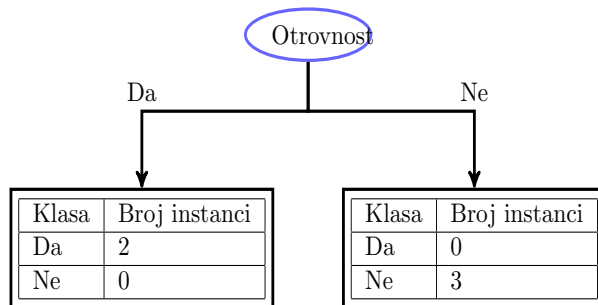 Otrovnost
Da
Ne
Klasa Broj instanci
Da 2
Ne 0
Klasa Broj instanci
Da 0
Ne 3